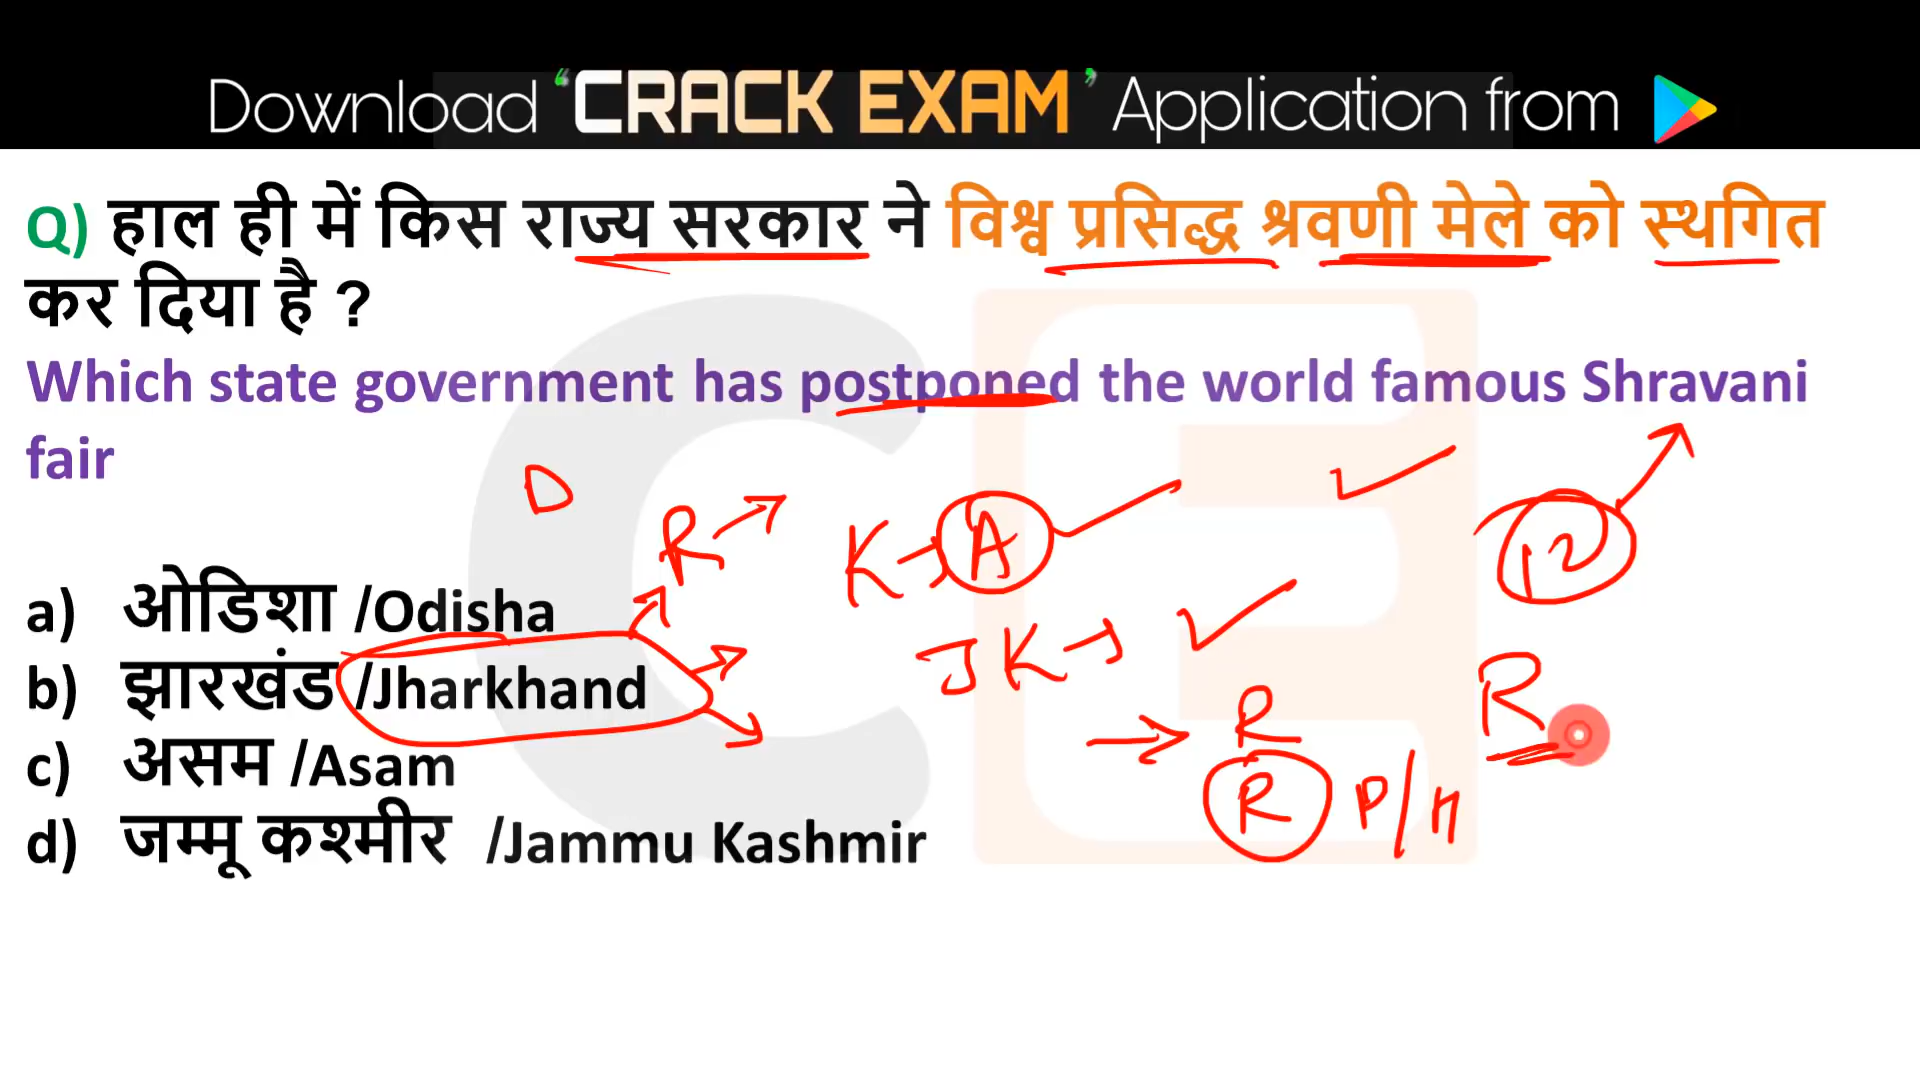 Download ‘CRACK EXAM’ Application from
Q) हाल ही में किस राज्य सरकार ने विश्व प्रसिद्ध श्रवणी मेले को स्थगित
कर दिया है ?
Which state government has postponed the world famous Shravani
fair
D
R
K A
12
a) ओडिशा /Odisha
J K
b) झारखंड /Jharkhand
R
R
c) असम /Asam
R P/H
d) जम्मू कश्मीर /Jammu Kashmir
CE